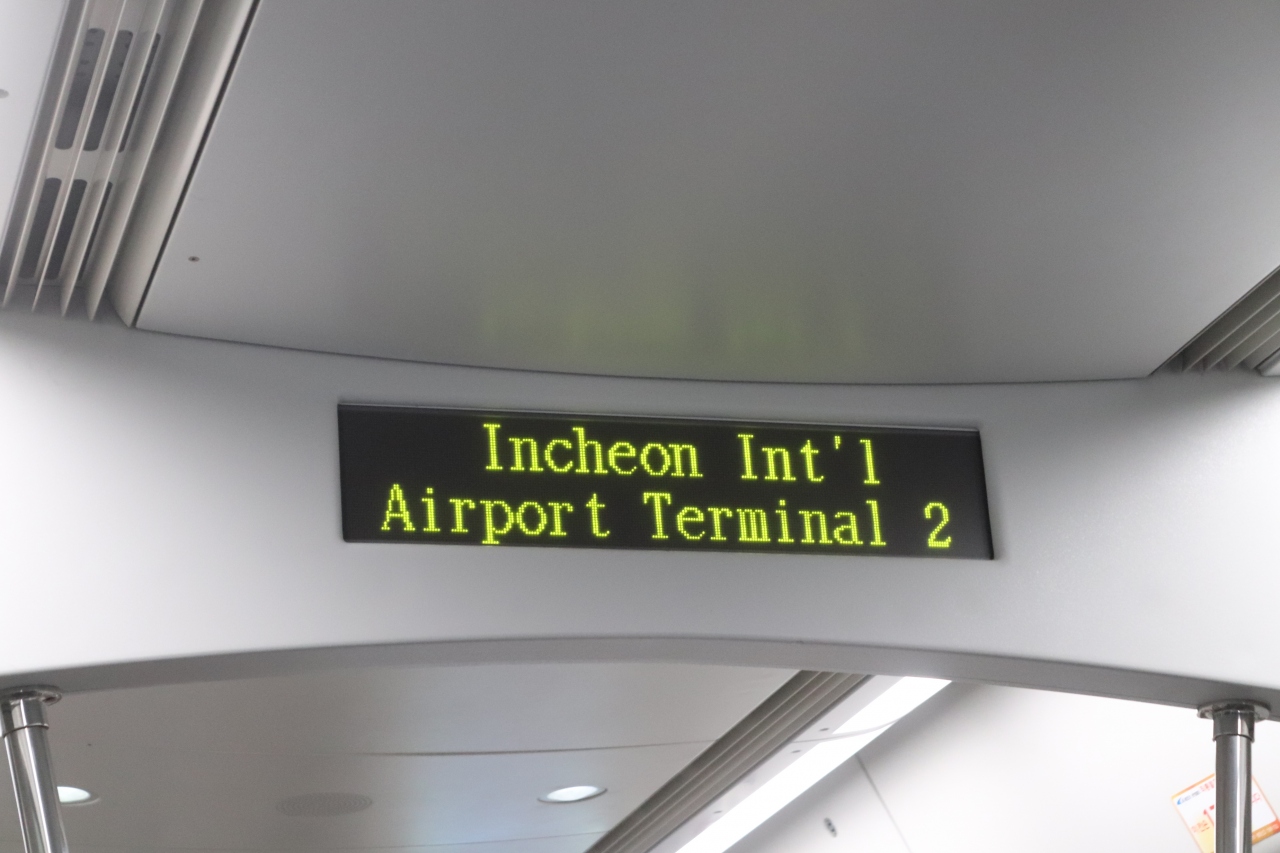 Incheon Int'l
Airport Terminal 2